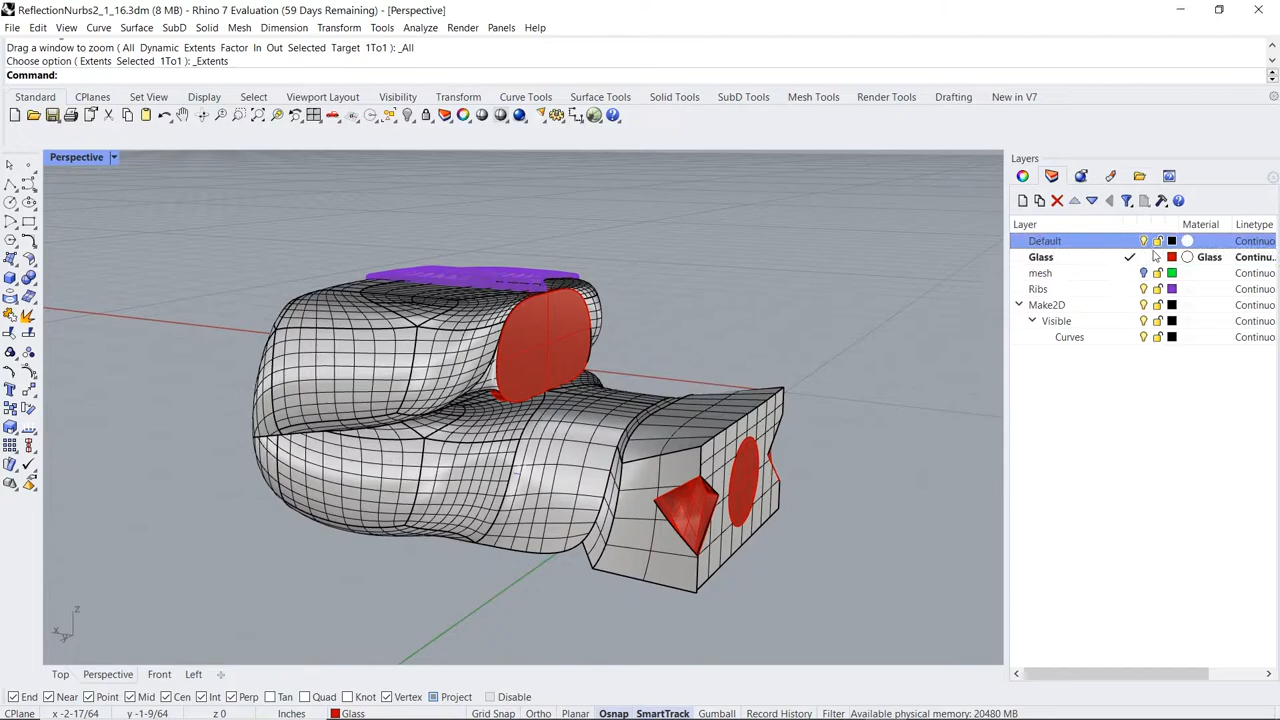 ReflectionNurbs2_1_16.3dm (8 MB) - Rhino 7 Evaluation (59 Days Remaining) - [Perspective]
File Edit View Curve Surface SubD Solid Mesh Dimension Transform Tools Analyze Render Panels Help
Drag a window to zoom ( All Dynamic Extents Factor In Out Selected Target 1To1 ): _All
Choose option ( Extents Selected 1To1 ): _Extents
Command:
Standard CPlanes Set View Display Select Viewport Layout Visibility Transform Curve Tools Surface Tools Solid Tools SubD Tools Mesh Tools Render Tools Drafting New in V7
Perspective
Layers
Layer Material Linetype
Default Continuo
Glass Glass Continu...
mesh Continuo
Ribs Continuo
Make2D Continuo
Visible Continuo
Curves Continuo
z
x
y
Top Perspective Front Left
End Near Point Mid Cen Int Perp Tan Quad Knot Vertex Project Disable
CPlane x -2-17/64 y -1-9/64 z 0 Inches Glass Grid Snap Ortho Planar Osnap SmartTrack Gumball Record History Filter Available physical memory: 20480 MB